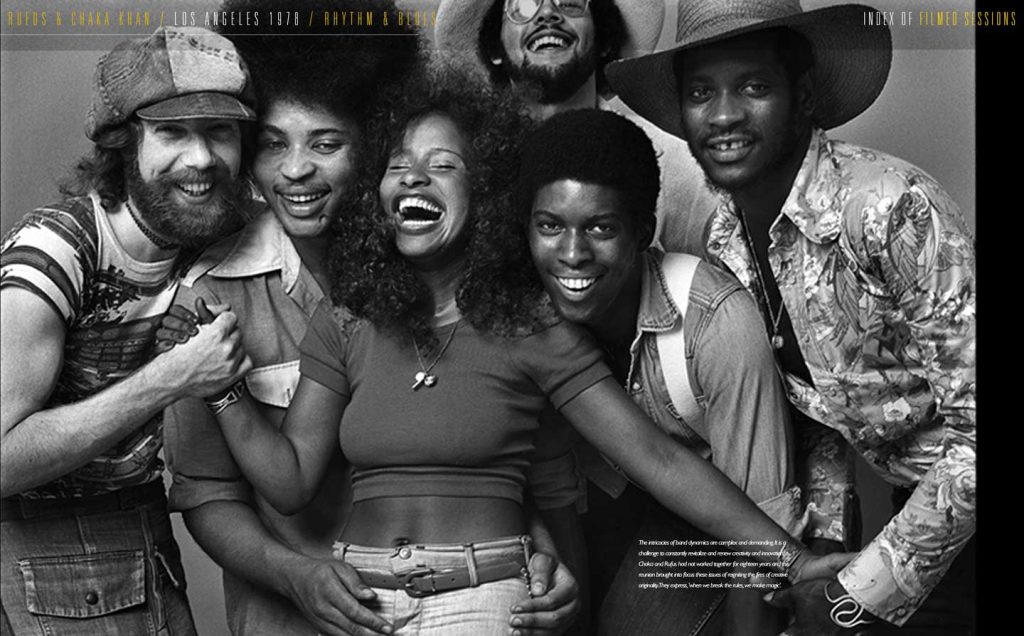 RUFUS & CHAKA KHAN / LOS ANGELES 1978 / RHYTHM & BLUES
INDEX OF FILMED SESSIONS
The intricacies of band dynamics are complex and demanding. It is a
challenge to constantly revitalize and renew creativity and innovation.
Chaka and Rufus had not worked together for eighteen years and this
reunion brought into focus these issues of reigniting the fires of creative
originality. They express, 'when we break the rules, we make magic'.